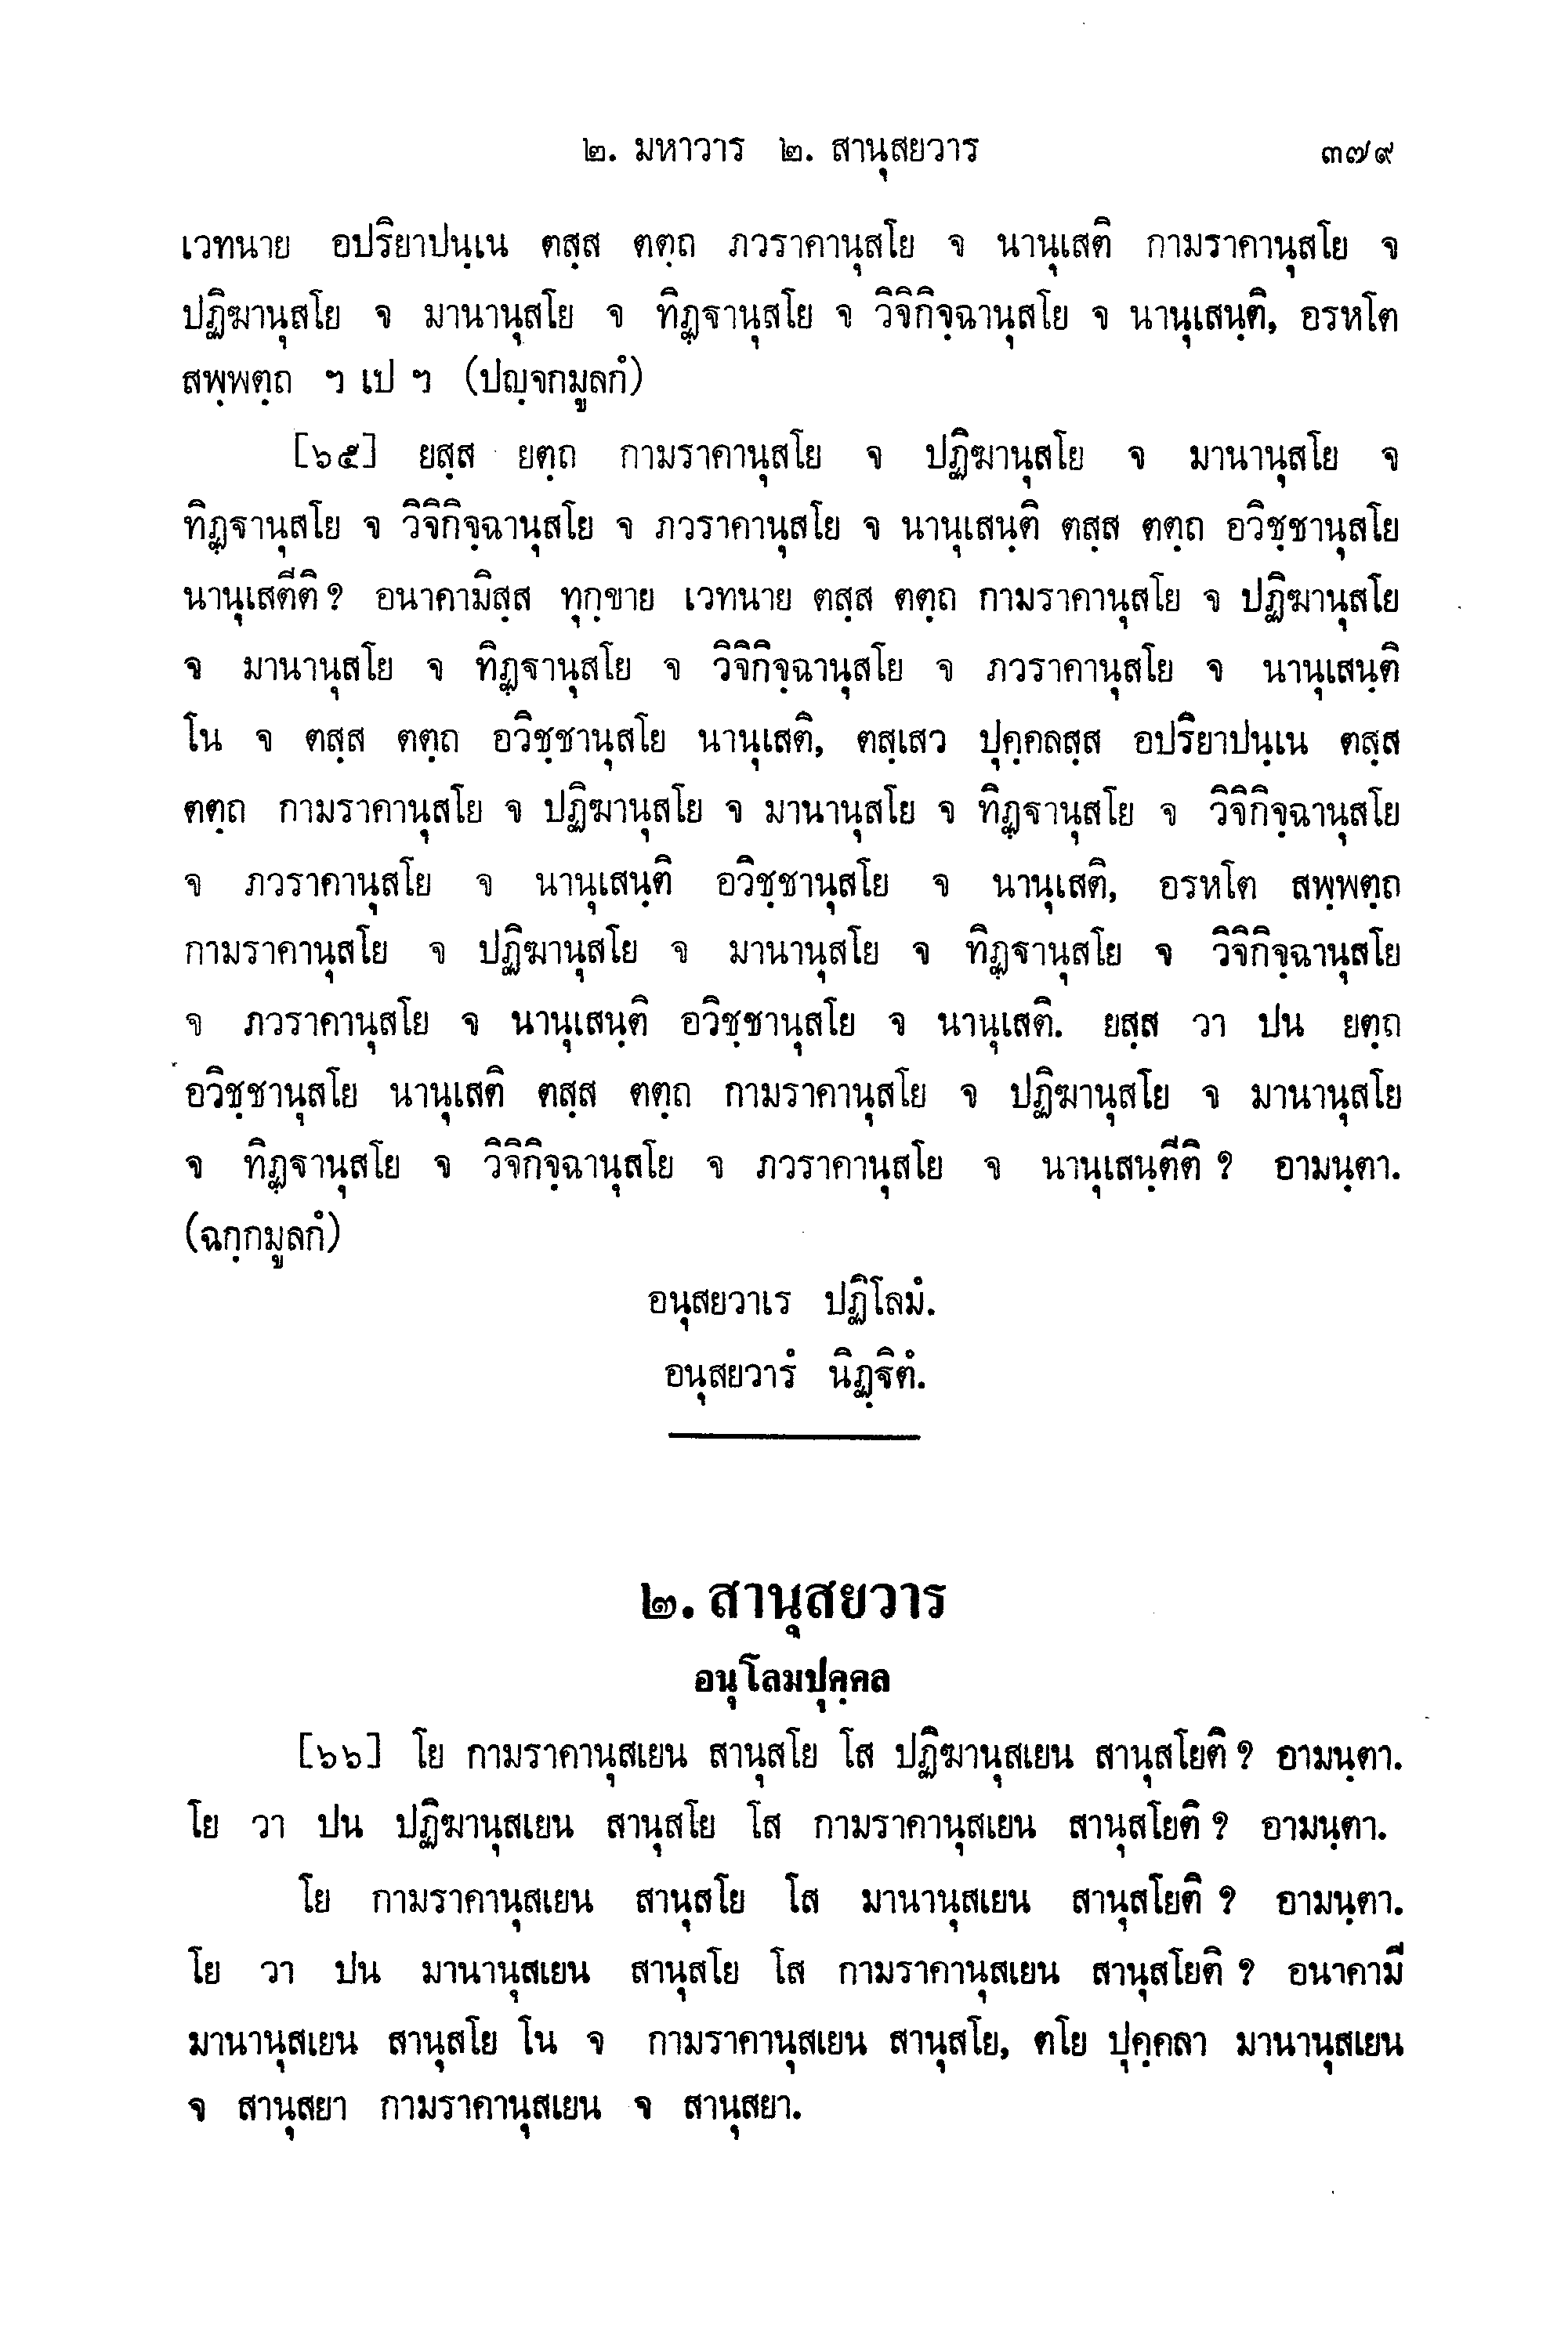 ๒. มหาวาร ๒. สานุสยวาร ๓๗๙
เวทนาย อปริยาปนฺเน ตสฺส ตตฺถ ภวราคานุสโย จ นานุเสติ กามราคานุสโย จ
ปฏิฆานุสโย จ มานานุสโย จ ทิฏฺฐานุสโย จ วิจิกิจฺฉานุสโย จ นานุเสนฺติ, อรหโต
สพฺพตฺถ ฯ เป ฯ (ปญฺจกมูลกํ)
[๖๕] ยสฺส ยตฺถ กามราคานุสโย จ ปฏิฆานุสโย จ มานานุสโย จ
ทิฏฺฐานุสโย จ วิจิกิจฺฉานุสโย จ ภวราคานุสโย จ นานุเสนฺติ ตสฺส ตตฺถ อวิชฺชานุสโย
นานุเสตีติ ? อนาคามิสฺส ทุกฺขาย เวทนาย ตสฺส ตตฺถ กามราคานุสโย จ ปฏิฆานุสโย
จ มานานุสโย จ ทิฏฺฐานุสโย จ วิจิกิจฺฉานุสโย จ ภวราคานุสโย จ นานุเสนฺติ
โน จ ตสฺส ตตฺถ อวิชฺชานุสโย นานุเสติ, ตสฺเสว ปุคฺคลสฺส อปริยาปนฺเน ตสฺส
ตตฺถ กามราคานุสโย จ ปฏิฆานุสโย จ มานานุสโย จ ทิฏฺฐานุสโย จ วิจิกิจฺฉานุสโย
จ ภวราคานุสโย จ นานุเสนฺติ อวิชฺชานุสโย จ นานุเสติ, อรหโต สพฺพตฺถ
กามราคานุสโย จ ปฏิฆานุสโย จ มานานุสโย จ ทิฏฺฐานุสโย จ วิจิกิจฺฉานุสโย
จ ภวราคานุสโย จ นานุเสนฺติ อวิชฺชานุสโย จ นานุเสติ. ยสฺส วา ปน ยตฺถ
อวิชฺชานุสโย นานุเสติ ตสฺส ตตฺถ กามราคานุสโย จ ปฏิฆานุสโย จ มานานุสโย
จ ทิฏฺฐานุสโย จ วิจิกิจฺฉานุสโย จ ภวราคานุสโย จ นานุเสนฺตีติ ? อามนฺตา.
(ฉกฺกมูลกํ)
อนุสยวาเร ปฏิโลมํ.
อนุสยวารํ นิฏฺฐิตํ.
๒. สานุสยวาร
อนุโลมปุคฺคล
[๖๖] โย กามราคานุสเยน สานุสโย โส ปฏิฆานุสเยน สานุสโยติ ? อามนฺตา.
โย วา ปน ปฏิฆานุสเยน สานุสโย โส กามราคานุสเยน สานุสโยติ ? อามนฺตา.
โย กามราคานุสเยน สานุสโย โส มานานุสเยน สานุสโยติ ? อามนฺตา.
โย วา ปน มานานุสเยน สานุสโย โส กามราคานุสเยน สานุสโยติ ? อนาคามี
มานานุสเยน สานุสโย โน จ กามราคานุสเยน สานุสโย, ตโย ปุคฺคลา มานานุสเยน
จ สานุสยา กามราคานุสเยน จ สานุสยา.